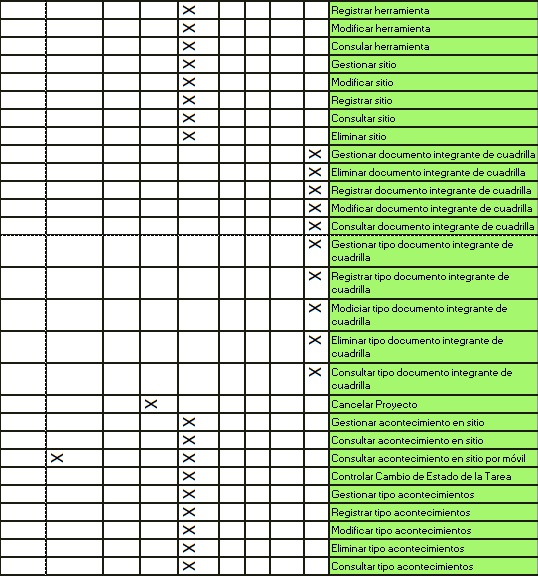 X Registrar herramienta
X Modificar herramienta
X Consular herramienta
X Gestionar sitio
X Modificar sitio
X Registrar sitio
X Consultar sitio
X Eliminar sitio
X Gestionar documento integrante de cuadrilla
X Eliminar documento integrante de cuadrilla
X Registrar documento integrante de cuadrilla
X Modificar documento integrante de cuadrilla
X Consultar documento integrante de cuadrilla
X Gestionar tipo documento integrante de
cuadrilla
X Registrar tipo documento integrante de
cuadrilla
X Modiciar tipo documento integrante de
cuadrilla
X Eliminar tipo documento integrante de
cuadrilla
X Consultar tipo documento integrante de
cuadrilla
X Cancelar Proyecto
X Gestionar acontecimiento en sitio
X Consultar acontecimiento en sitio
X X Consultar acontecimiento en sitio por móvil
X Controlar Cambio de Estado de la Tarea
X Gestionar tipo acontecimientos
X Registrar tipo acontecimientos
X Modificar tipo acontecimientos
X Eliminar tipo acontecimientos
X Consultar tipo acontecimientos